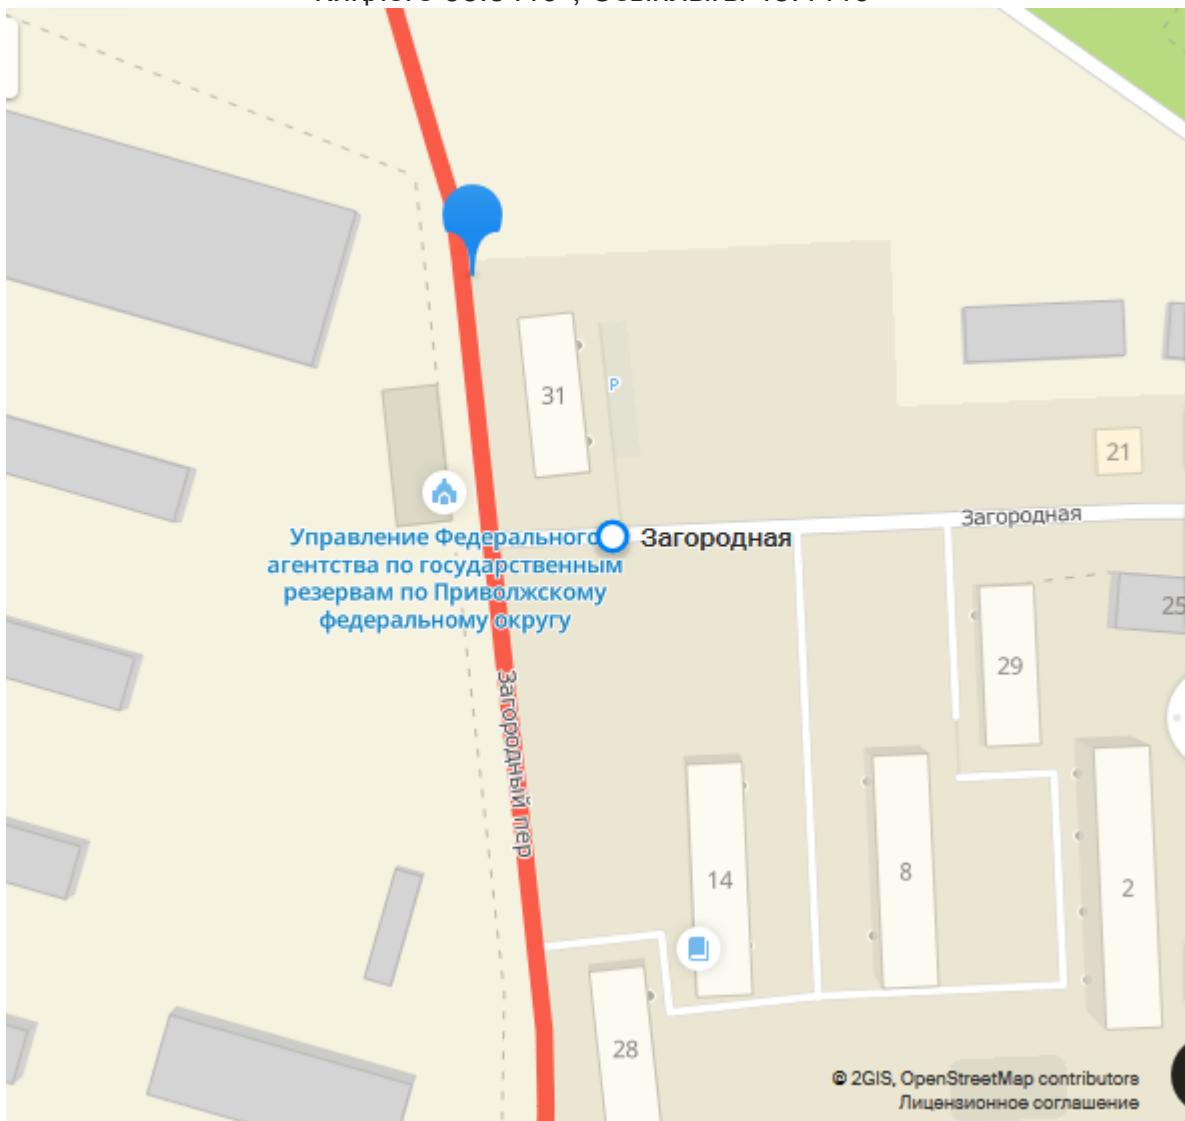 31
P
21
Загородная
Загородная
Управление Федерального
агентства по государственным
резервам по Приволжскому
федеральному округу
25
29
Загородный пер
14
8
2
28
© 2GIS, OpenStreetMap contributors
Лицензионное соглашение